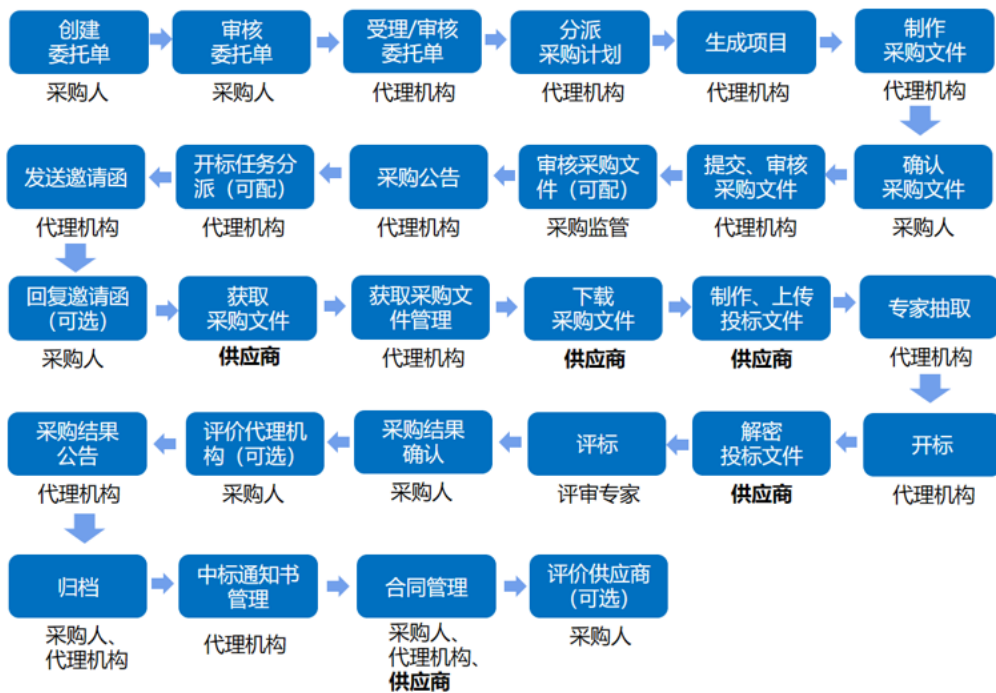 创建
委托单
采购人
审核
委托单
采购人
受理/审核
委托单
代理机构
分派
采购计划
代理机构
生成项目
代理机构
制作
采购文件
代理机构
确认
采购文件
采购人
提交、审核
采购文件
代理机构
审核采购文
件（可配）
采购监管
采购公告
代理机构
开标任务分
派（可配）
代理机构
发送邀请函
代理机构
回复邀请函
（可选）
采购人
获取
采购文件
供应商
获取采购文
件管理
代理机构
下载
采购文件
供应商
制作、上传
投标文件
供应商
专家抽取
代理机构
开标
代理机构
解密
投标文件
供应商
评标
评审专家
采购结果
确认
采购人
评价代理机
构（可选）
采购人
采购结果
公告
代理机构
归档
采购人、
代理机构
中标通知书
管理
代理机构
合同管理
采购人、
代理机构、
供应商
评价供应商
（可选）
采购人